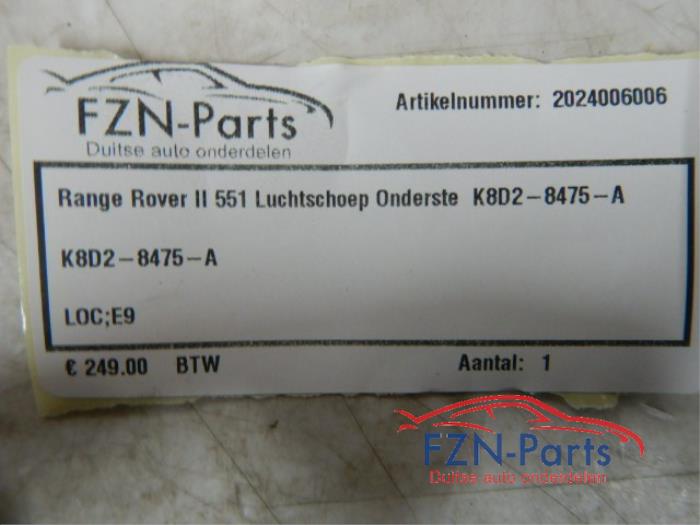 FZN-Parts
Duitse auto onderdelen
Artikelnummer: 2024006006
Range Rover II 551 Luchtschoep Onderste K8D2-8475-A
K8D2-8475-A
LOC;E9
€ 249.00 BTW Aantal: 1
FZN-Parts
Duitse auto onderdelen